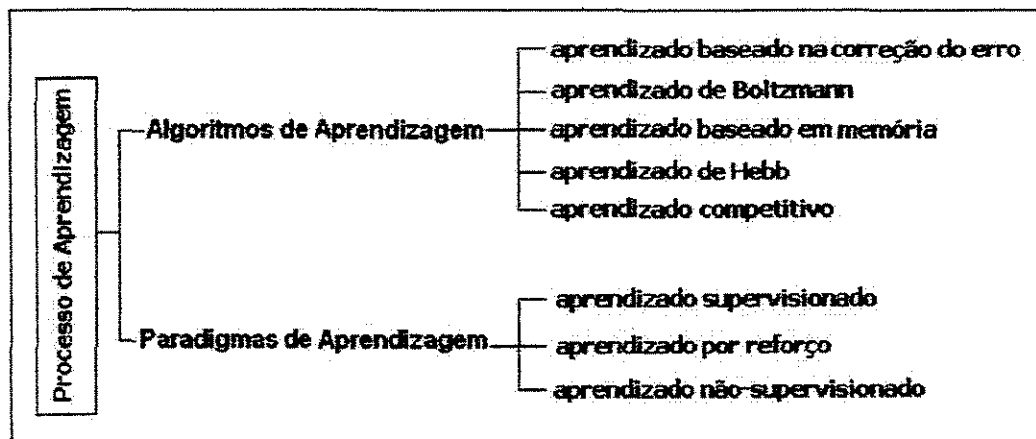 Processo de Aprendizagem
Algoritmos de Aprendizagem
aprendizado baseado na correção do erro
aprendizado de Boltzmann
aprendizado baseado em memória
aprendizado de Hebb
aprendizado competitivo
Paradigmas de Aprendizagem
aprendizado supervisionado
aprendizado por reforço
aprendizado não-supervisionado